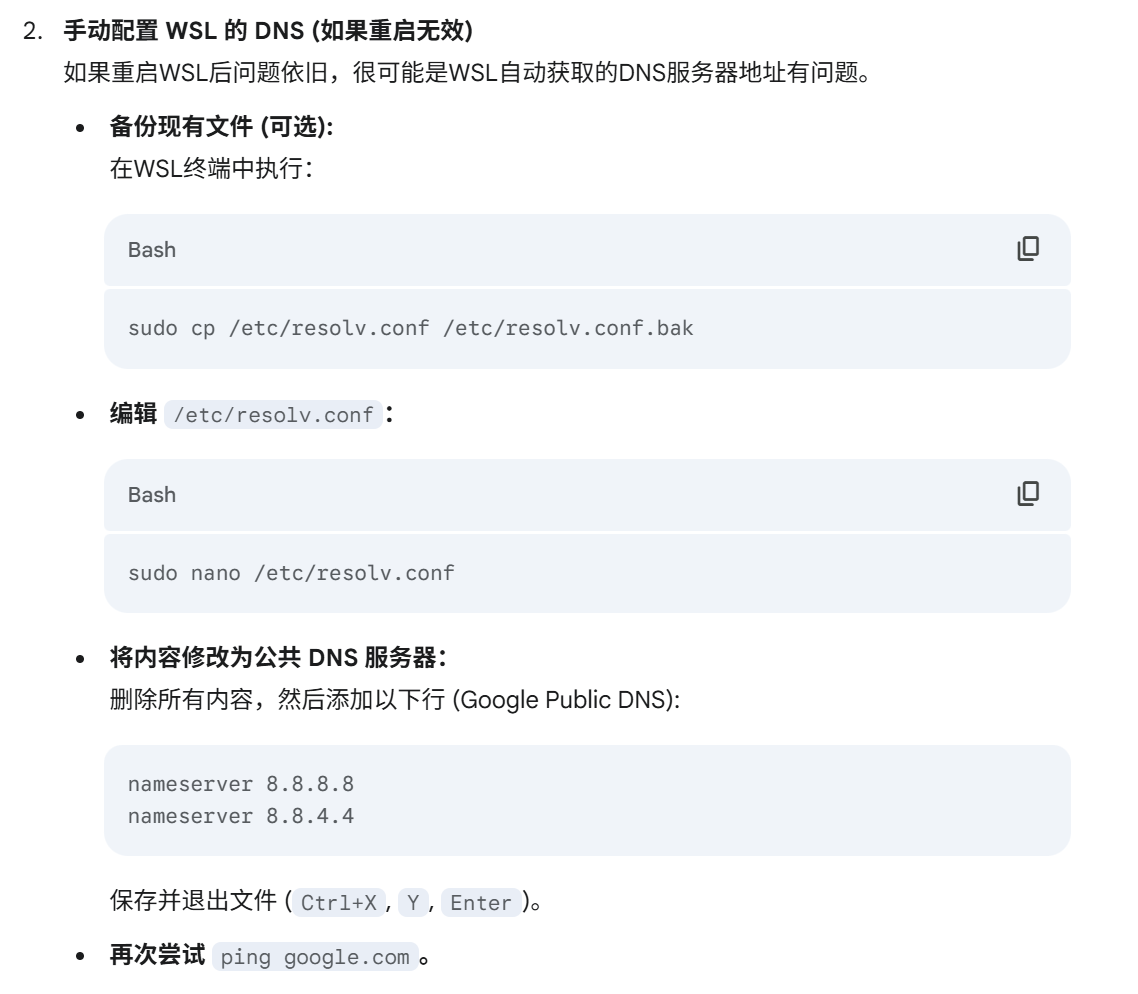 2. 手动配置 WSL 的 DNS (如果重启无效)
如果重启WSL后问题依旧，很可能是WSL自动获取的DNS服务器地址有问题。
• 备份现有文件 (可选):
在WSL终端中执行：
Bash
sudo cp /etc/resolv.conf /etc/resolv.conf.bak
• 编辑 /etc/resolv.conf：
Bash
sudo nano /etc/resolv.conf
• 将内容修改为公共 DNS 服务器：
删除所有内容，然后添加以下行 (Google Public DNS):
nameserver 8.8.8.8
nameserver 8.8.4.4
保存并退出文件 (Ctrl+X, Y, Enter)。
• 再次尝试 ping google.com。